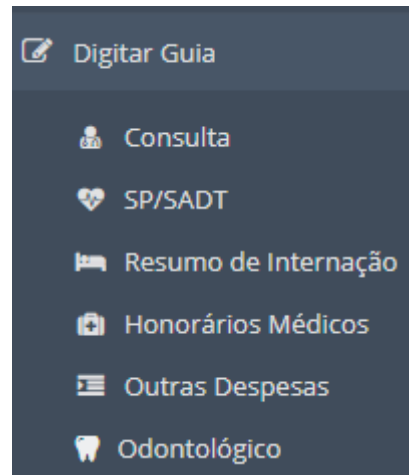 Digitar Guia
Consulta
SP/SADT
Resumo de Internação
Honorários Médicos
Outras Despesas
Odontológico